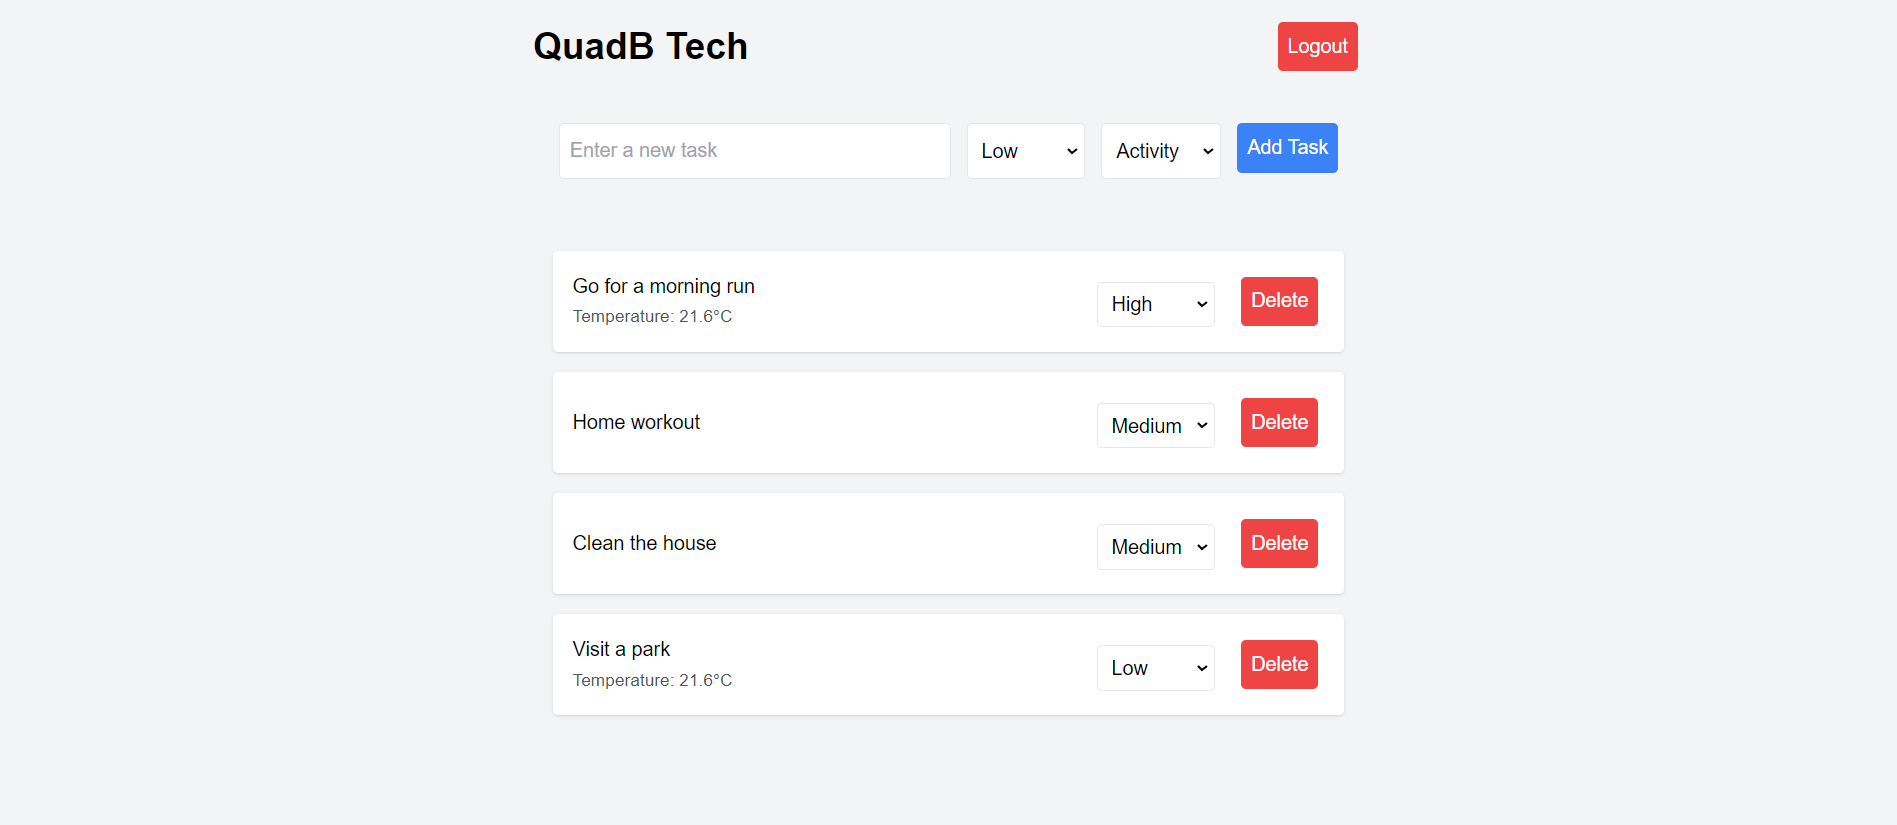 QuadB Tech
Logout
Enter a new task
Low
Activity
Add Task
Go for a morning run
Temperature: 21.6°C
High
Delete
Home workout
Medium
Delete
Clean the house
Medium
Delete
Visit a park
Temperature: 21.6°C
Low
Delete